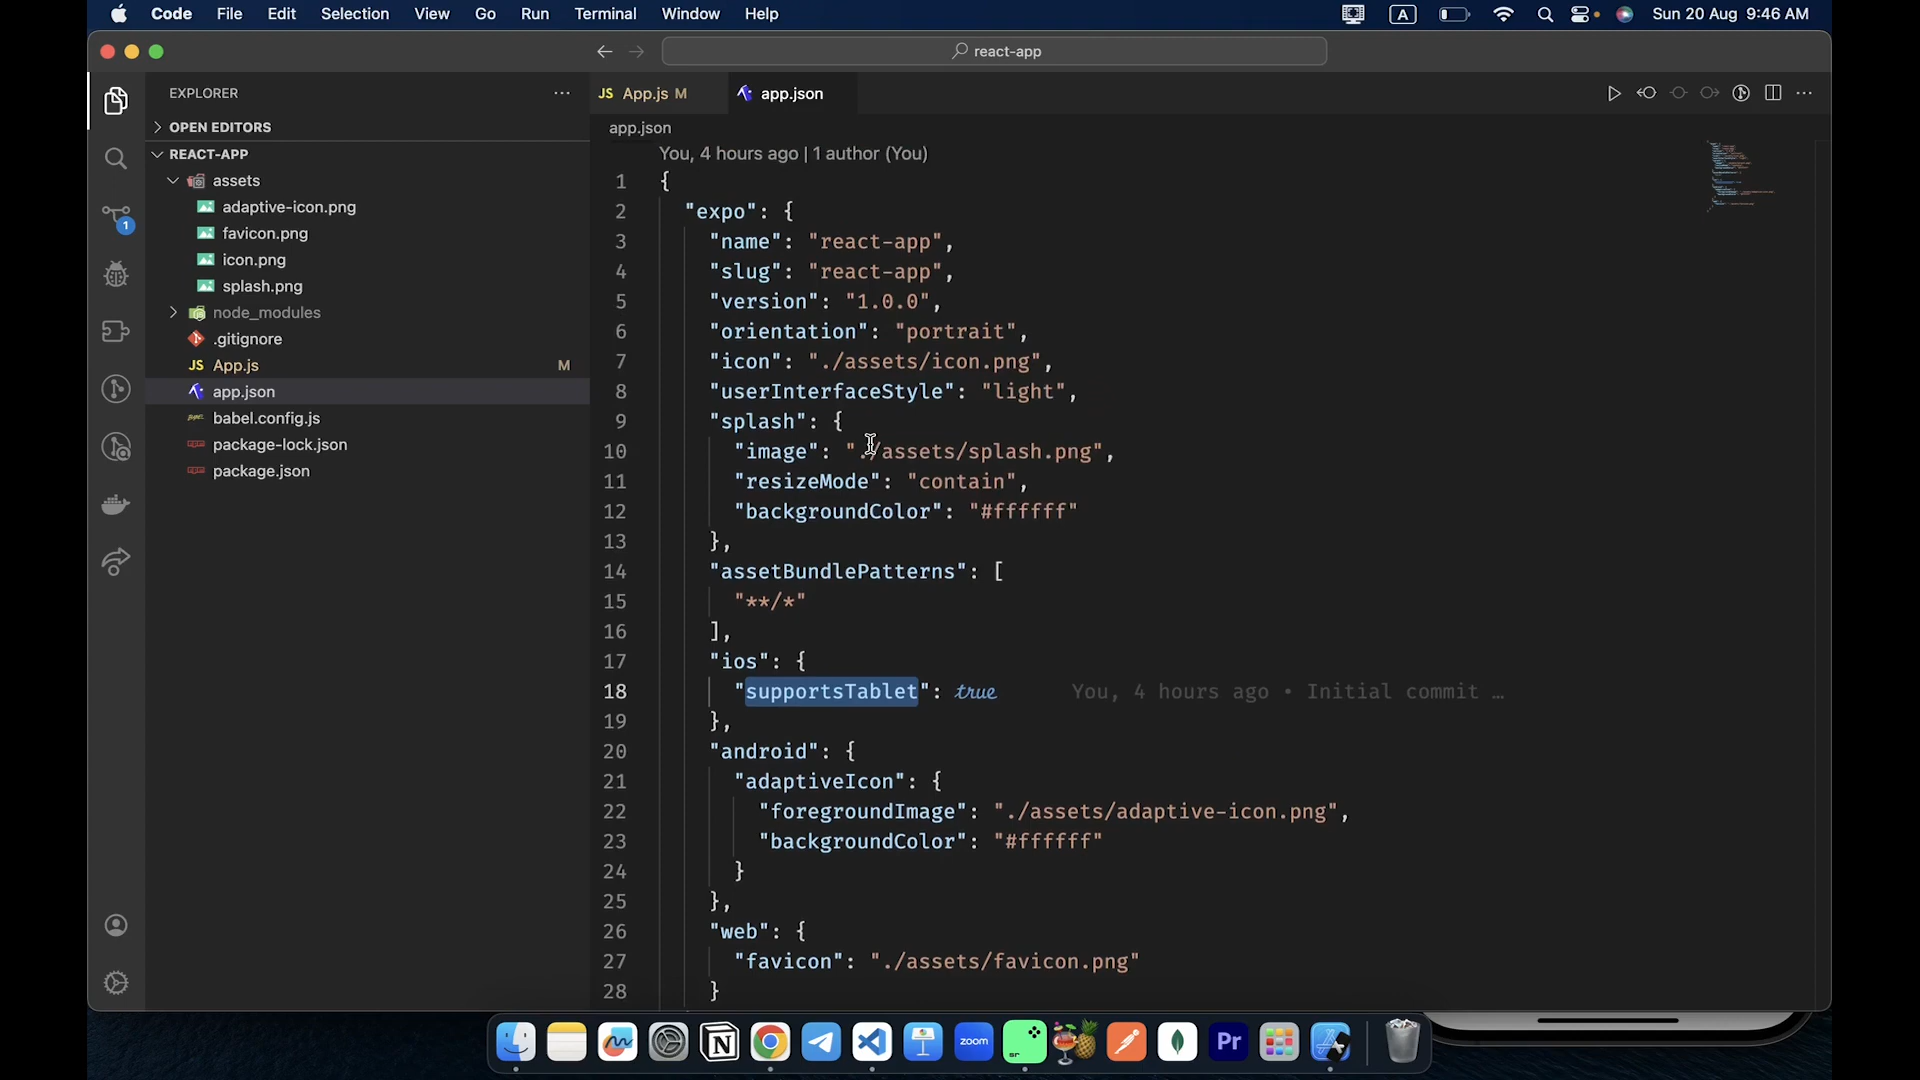 Code File Edit Selection View Go Run Terminal Window Help A Sun 20 Aug 9:46 AM
react-app
EXPLORER
OPEN EDITORS
REACT-APP
assets
adaptive-icon.png
favicon.png
icon.png
splash.png
node_modules
.gitignore
JS App.js M
app.json
babel.config.js
package-lock.json
package.json
1
JS App.js M
app.json
app.json
You, 4 hours ago | 1 author (You)
1 {
2 "expo": {
3 "name": "react-app",
4 "slug": "react-app",
5 "version": "1.0.0",
6 "orientation": "portrait",
7 "icon": "./assets/icon.png",
8 "userInterfaceStyle": "light",
9 "splash": {
10 "image": "./assets/splash.png",
11 "resizeMode": "contain",
12 "backgroundColor": "#ffffff"
13 },
14 "assetBundlePatterns": [
15 "**/*"
16 ],
17 "ios": {
18 "supportsTablet": true You, 4 hours ago • Initial commit …
19 },
20 "android": {
21 "adaptiveIcon": {
22 "foregroundImage": "./assets/adaptive-icon.png",
23 "backgroundColor": "#ffffff"
24 }
25 },
26 "web": {
27 "favicon": "./assets/favicon.png"
28 }
zoom
sr
Pr